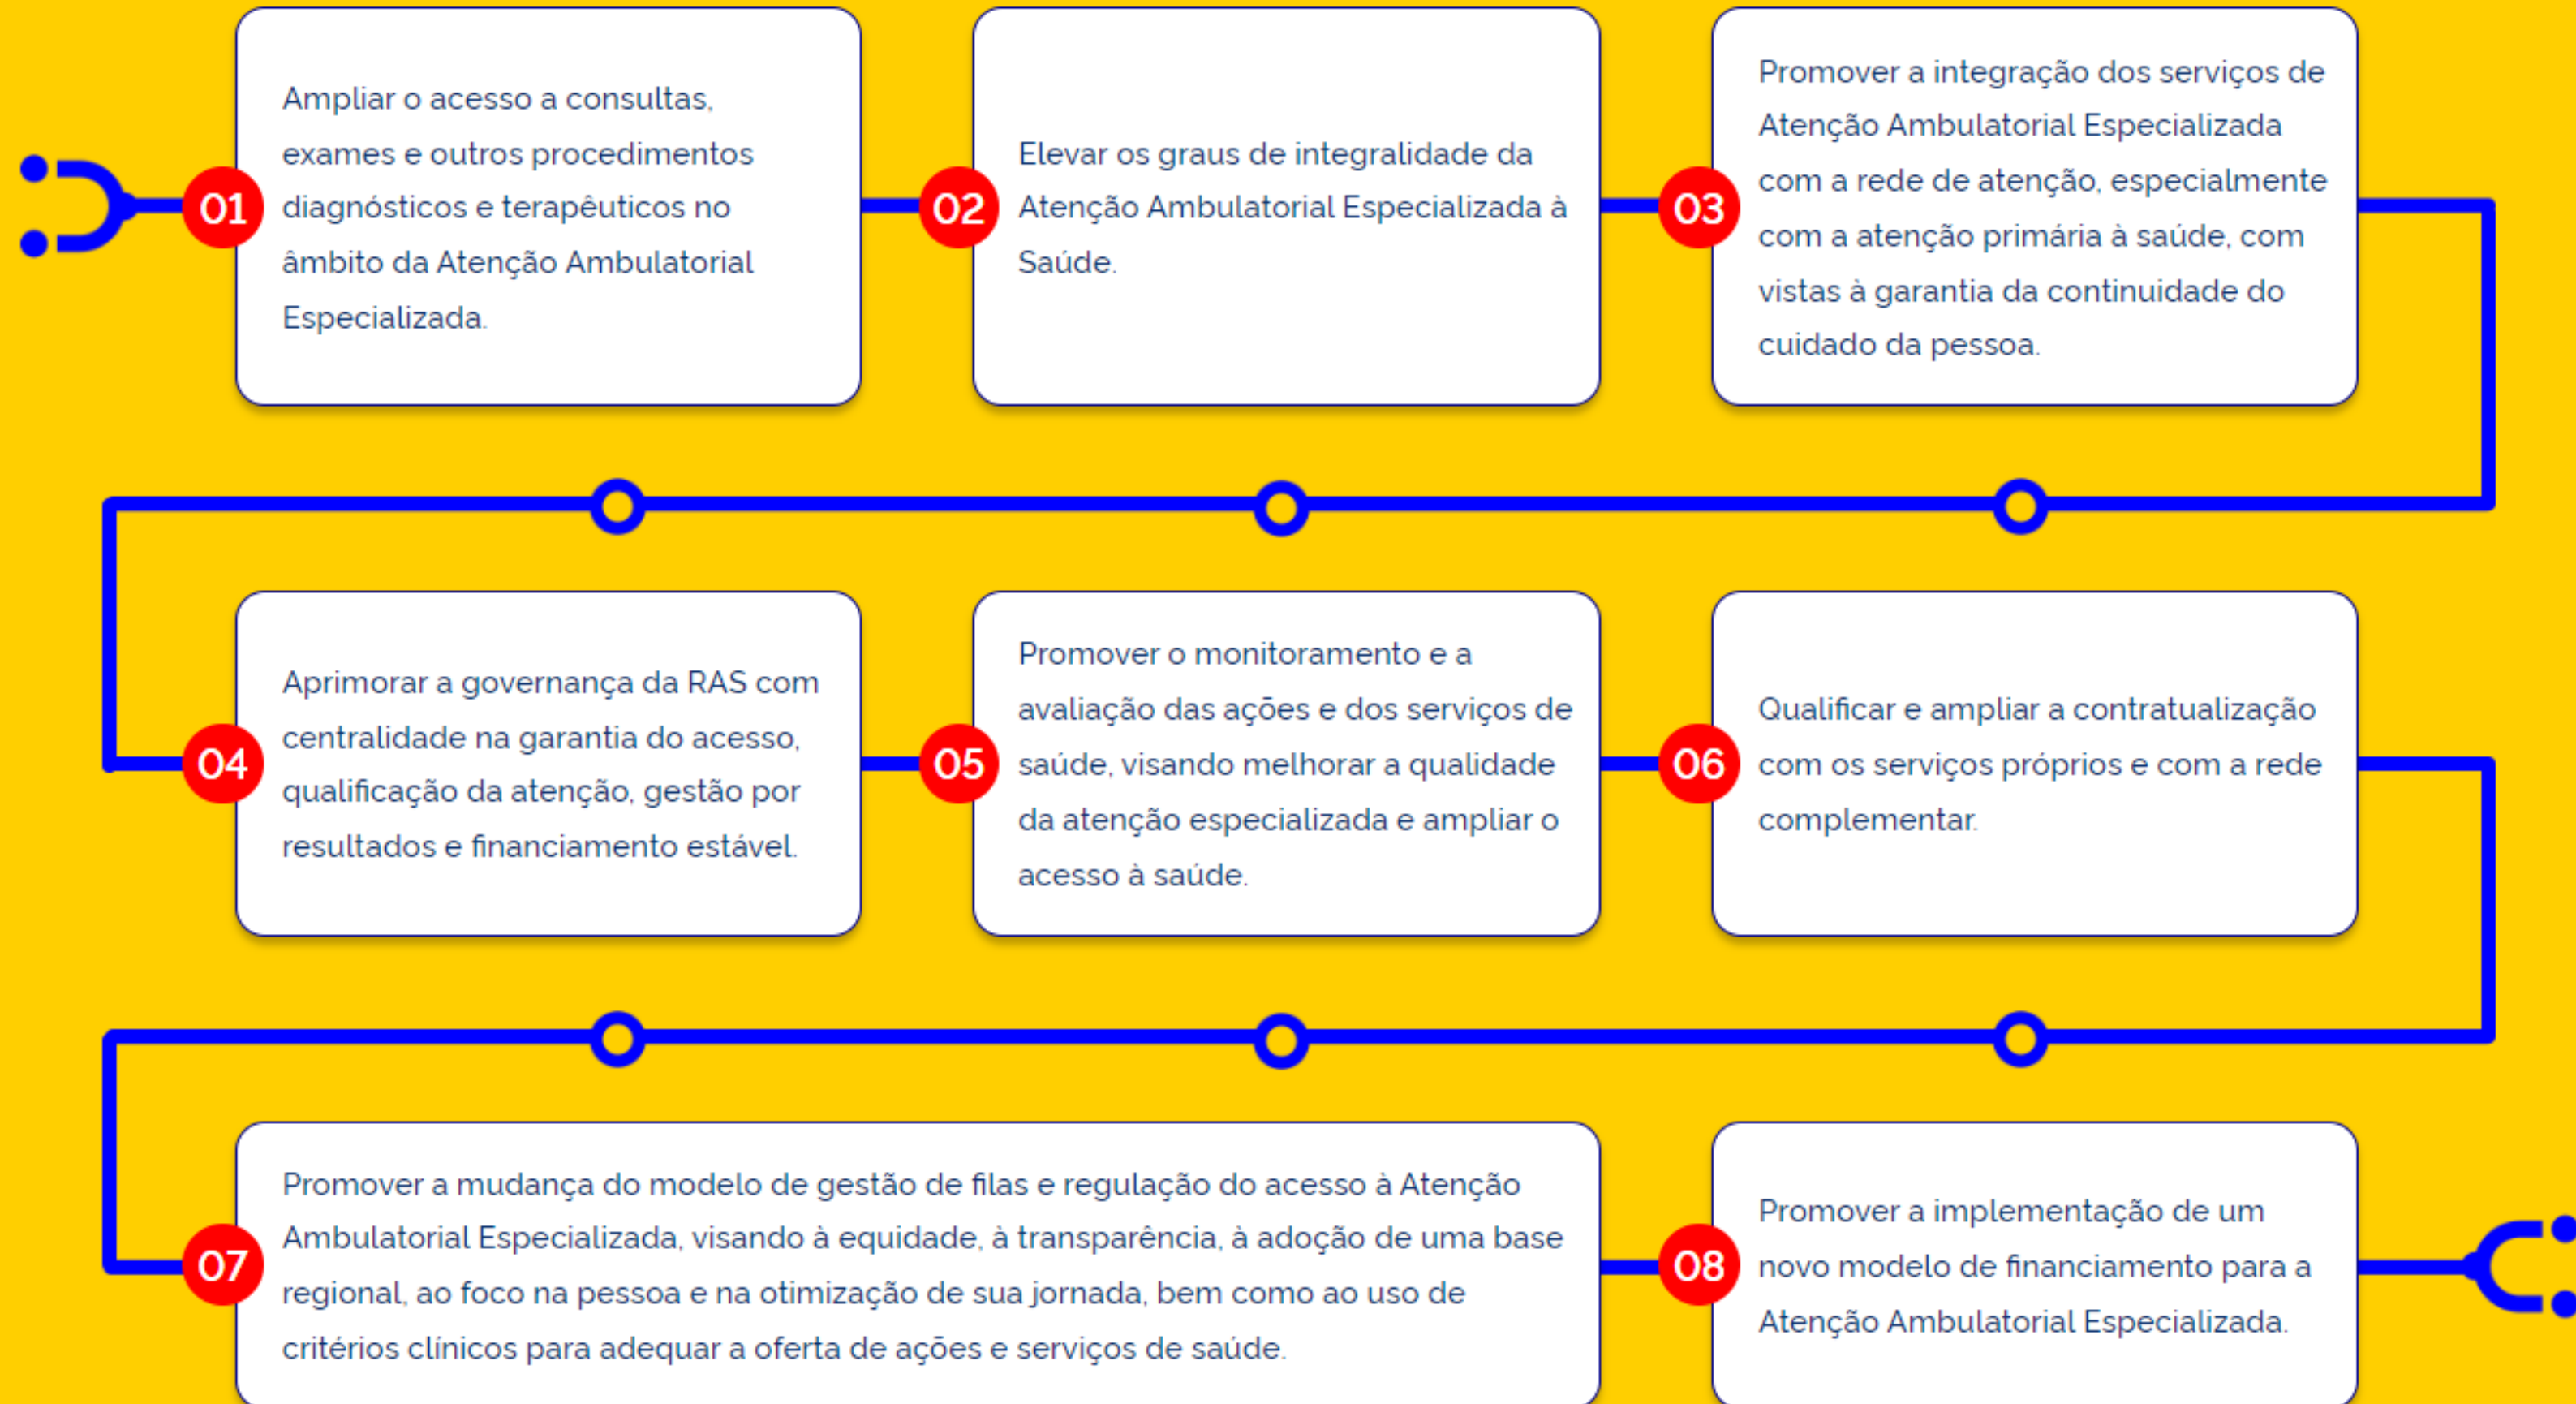 01
Ampliar o acesso a consultas,
exames e outros procedimentos
diagnósticos e terapêuticos no
âmbito da Atenção Ambulatorial
Especializada.
02
Elevar os graus de integralidade da
Atenção Ambulatorial Especializada à
Saúde.
03
Promover a integração dos serviços de
Atenção Ambulatorial Especializada
com a rede de atenção, especialmente
com a atenção primária à saúde, com
vistas à garantia da continuidade do
cuidado da pessoa.
04
Aprimorar a governança da RAS com
centralidade na garantia do acesso,
qualificação da atenção, gestão por
resultados e financiamento estável.
05
Promover o monitoramento e a
avaliação das ações e dos serviços de
saúde, visando melhorar a qualidade
da atenção especializada e ampliar o
acesso à saúde.
06
Qualificar e ampliar a contratualização
com os serviços próprios e com a rede
complementar.
07
Promover a mudança do modelo de gestão de filas e regulação do acesso à Atenção
Ambulatorial Especializada, visando à equidade, à transparência, à adoção de uma base
regional, ao foco na pessoa e na otimização de sua jornada, bem como ao uso de
critérios clínicos para adequar a oferta de ações e serviços de saúde.
08
Promover a implementação de um
novo modelo de financiamento para a
Atenção Ambulatorial Especializada.